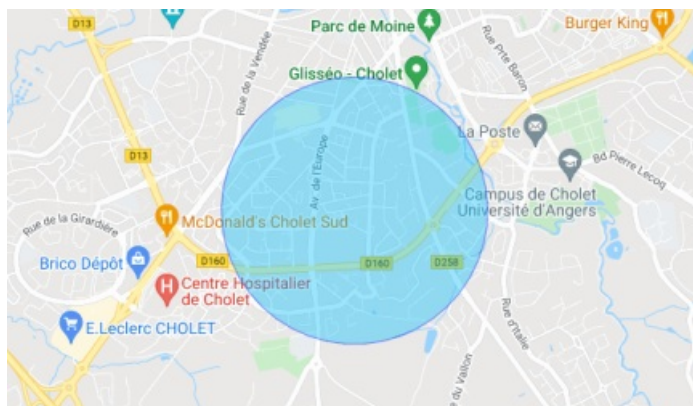 D13
Parc de Moine
Burger King
Rue de la Vendée
Rue Prte Baron
Glisséo - Cholet
La Poste
D13
Av. de l'Europe
Bd Pierre Lecoq
Campus de Cholet
Université d'Angers
Rue de la Girardière
McDonald's Cholet Sud
Brico Dépôt
D160
D160
D258
Centre Hospitalier
de Cholet
E.Leclerc CHOLET
Rue d'Italie
du Vallon